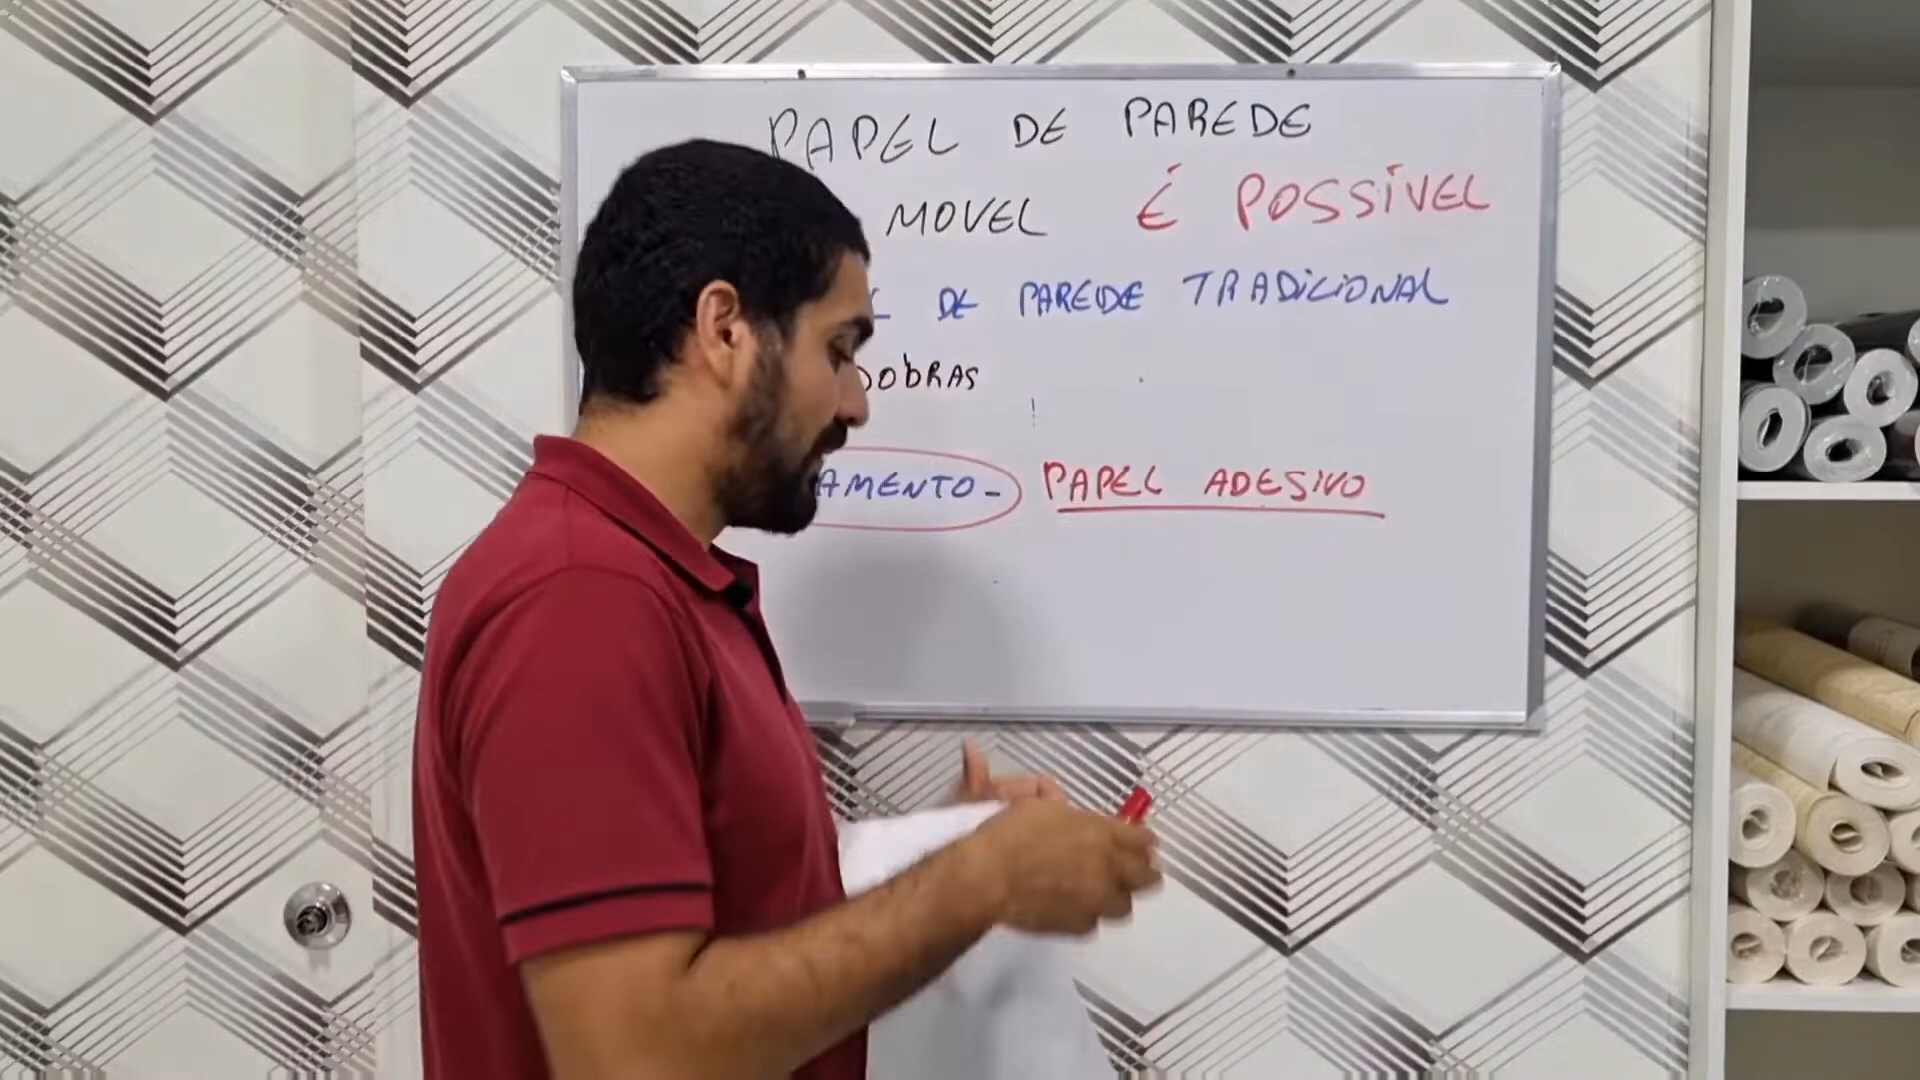 PAPEL DE PAREDE
MOVEL É POSSÍVEL
DE PAREDE TRADICIONAL
DOBRAS
AMENTO- PAPEL ADESIVO